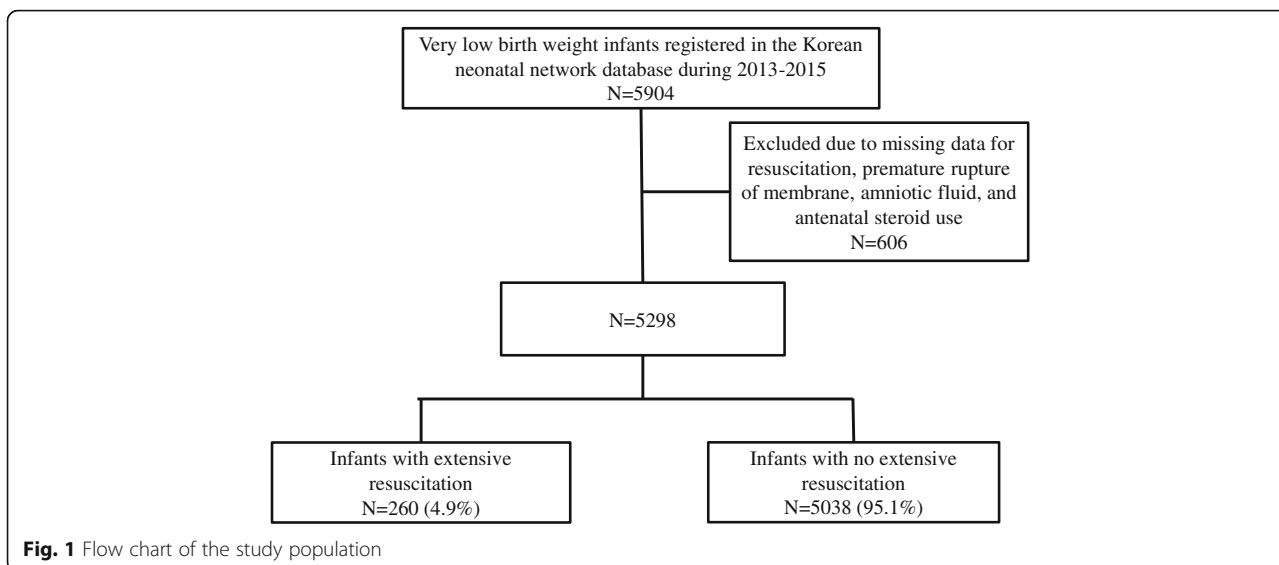 Very low birth weight infants registered in the Korean
neonatal network database during 2013-2015
N=5904
Excluded due to missing data for
resuscitation, premature rupture
of membrane, amniotic fluid, and
antenatal steroid use
N=606
N=5298
Infants with extensive
resuscitation
N=260 (4.9%)
Infants with no extensive
resuscitation
N=5038 (95.1%)
Fig. 1 Flow chart of the study population